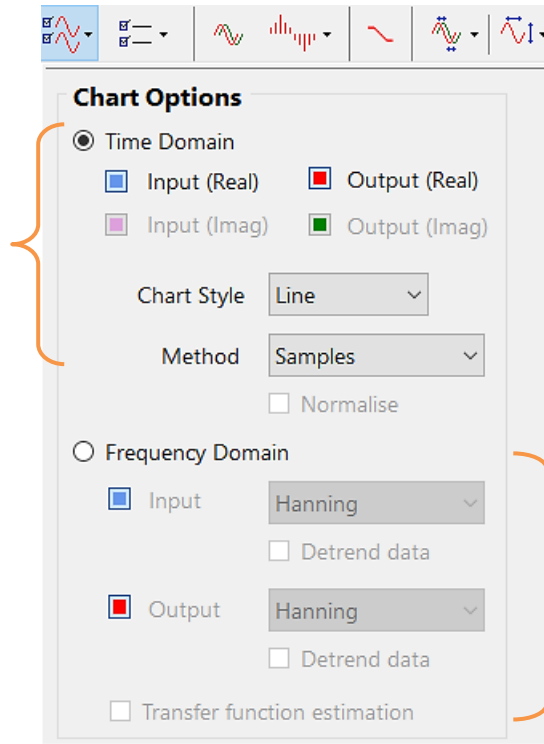 Chart Options
Time Domain
Input (Real) Output (Real)
Input (Imag) Output (Imag)
Chart Style Line
Method Samples
Normalise
Frequency Domain
Input Hanning
Detrend data
Output Hanning
Detrend data
Transfer function estimation